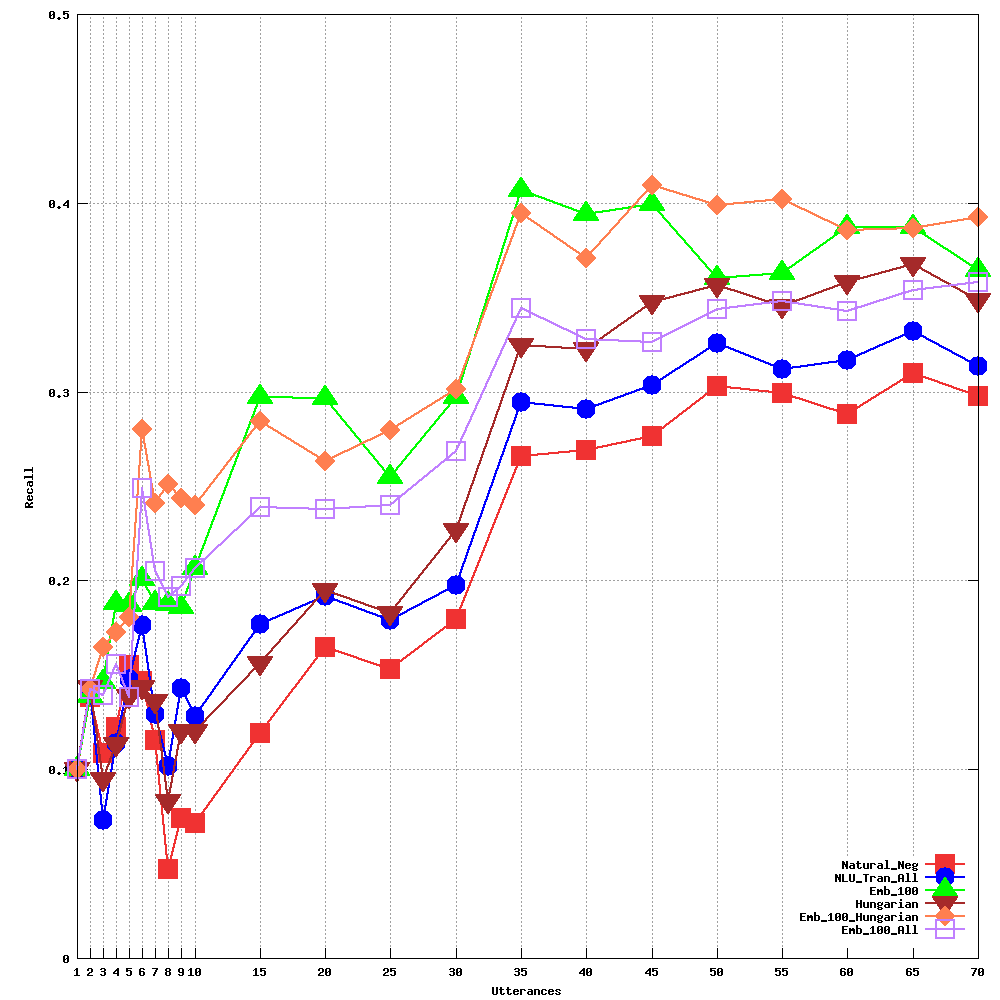 0.5
0.4
0.3
0.2
0.1
0
Recall
1 2 3 4 5 6 7 8 9 10 15 20 25 30 35 40 45 50 55 60 65 70
Utterances
Natural_Neg
NLU_Tran_All
Emb_100
Hungarian
Emb_100_Hungarian
Emb_100_All